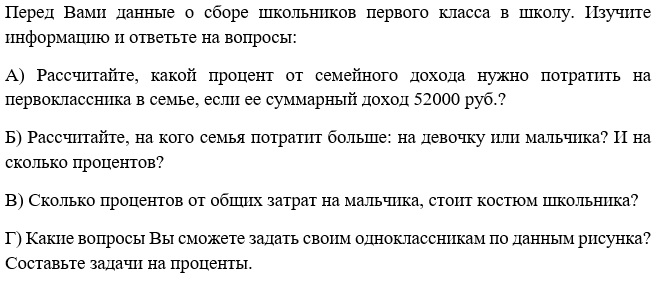 Перед Вами данные о сборе школьников первого класса в школу. Изучите
информацию и ответьте на вопросы:
А) Рассчитайте, какой процент от семейного дохода нужно потратить на
первоклассника в семье, если ее суммарный доход 52000 руб.?
Б) Рассчитайте, на кого семья потратит больше: на девочку или мальчика? И на
сколько процентов?
В) Сколько процентов от общих затрат на мальчика, стоит костюм школьника?
Г) Какие вопросы Вы сможете задать своим одноклассникам по данным рисунка?
Составьте задачи на проценты.